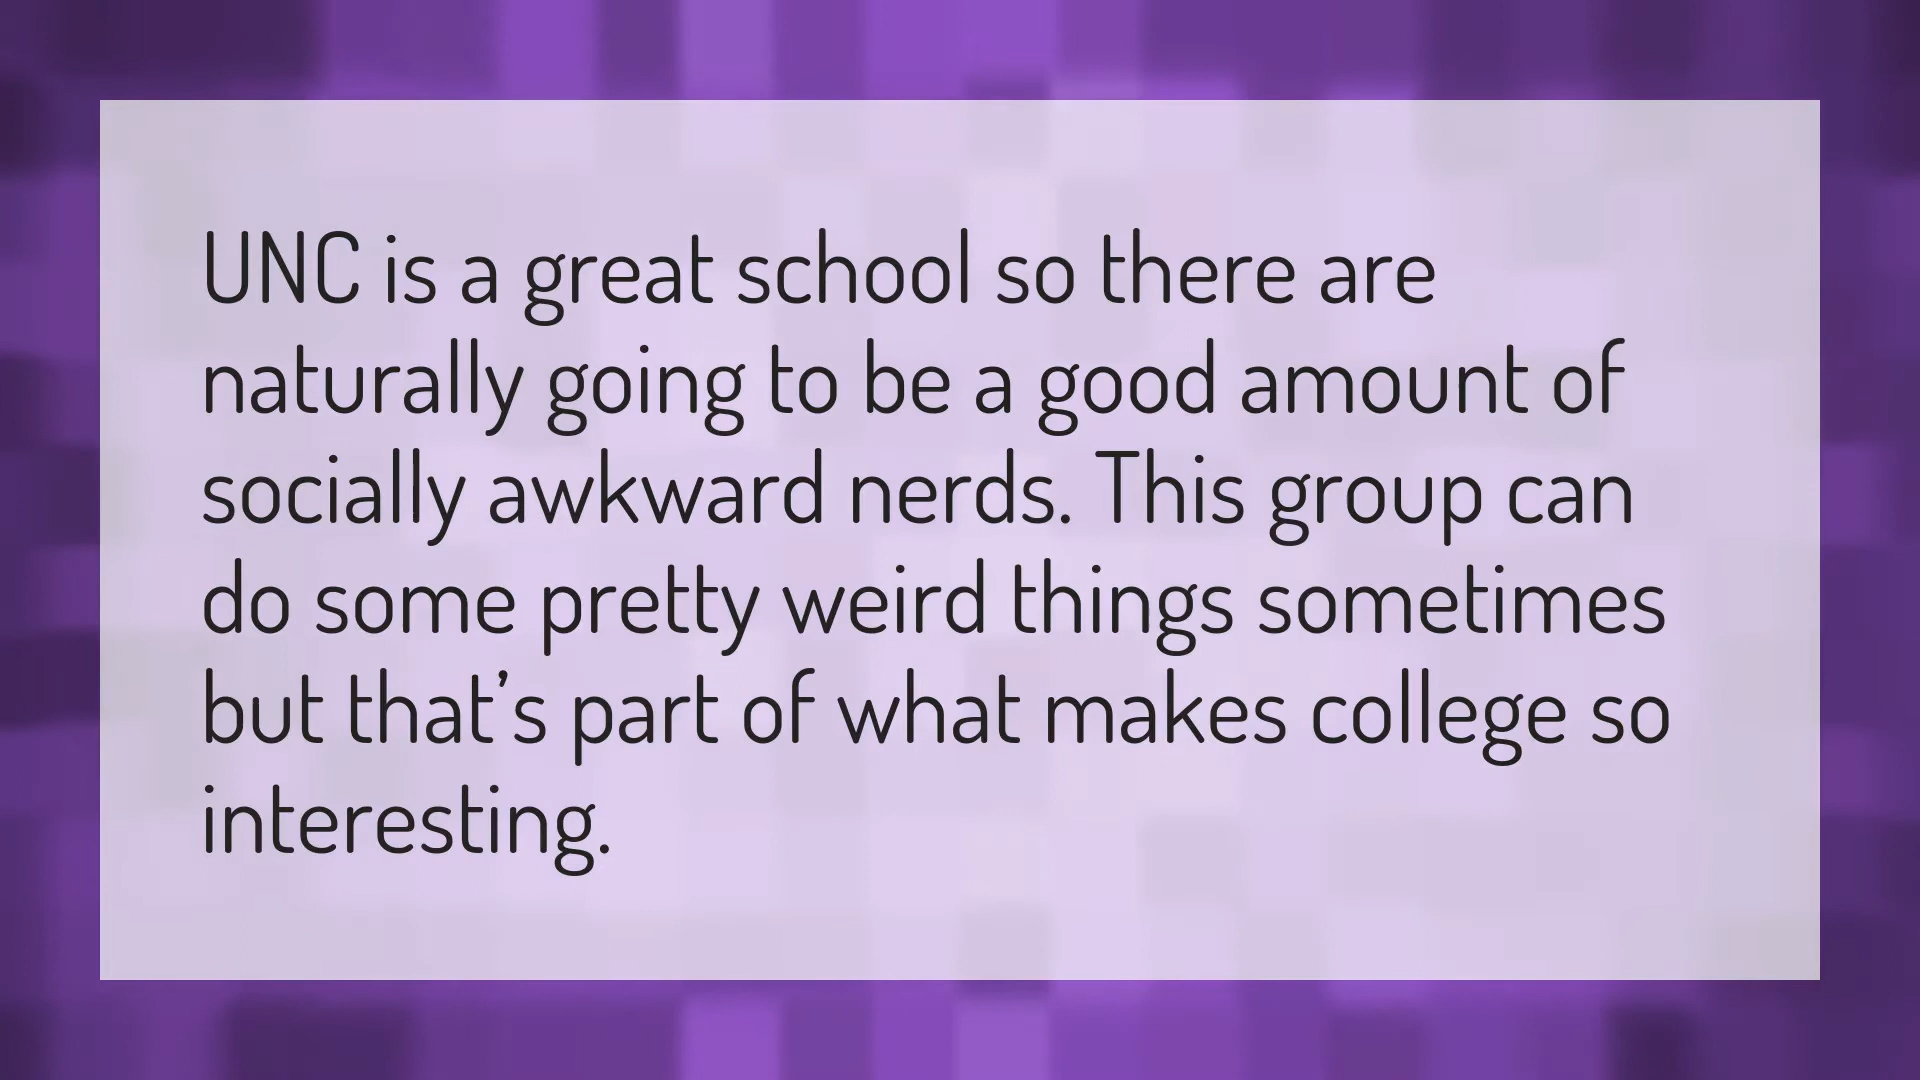 UNC is a great school so there are
naturally going to be a good amount of
socially awkward nerds. This group can
do some pretty weird things sometimes
but that’s part of what makes college so
interesting.